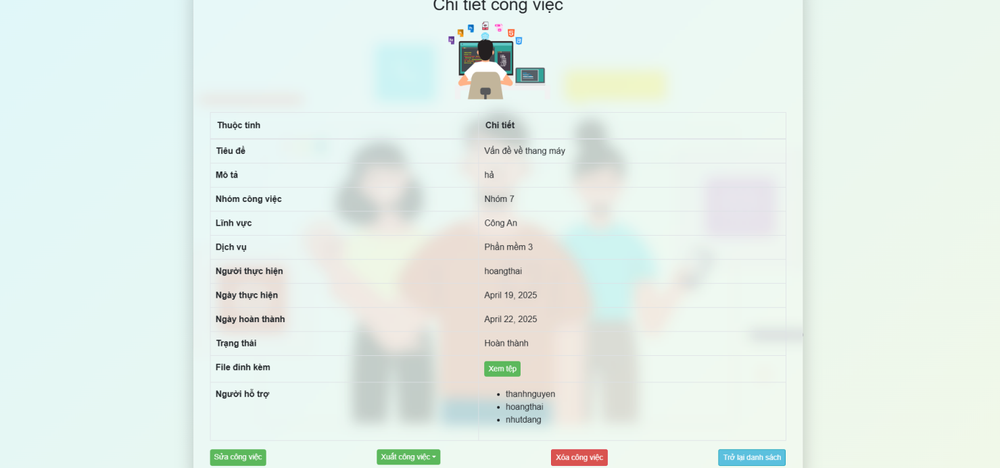 Chi tiết công việc
Thuộc tính Chi tiết
Tiêu đề Vấn đề về thang máy
Mô tả hả
Nhóm công việc Nhóm 7
Lĩnh vực Công An
Dịch vụ Phần mềm 3
Người thực hiện hoangthai
Ngày thực hiện April 19, 2025
Ngày hoàn thành April 22, 2025
Trạng thái Hoàn thành
File đính kèm Xem tệp
Người hỗ trợ thanhnguyen
hoangthai
nhutdang
Sửa công việc Xuất công việc Xóa công việc Trở lại danh sách